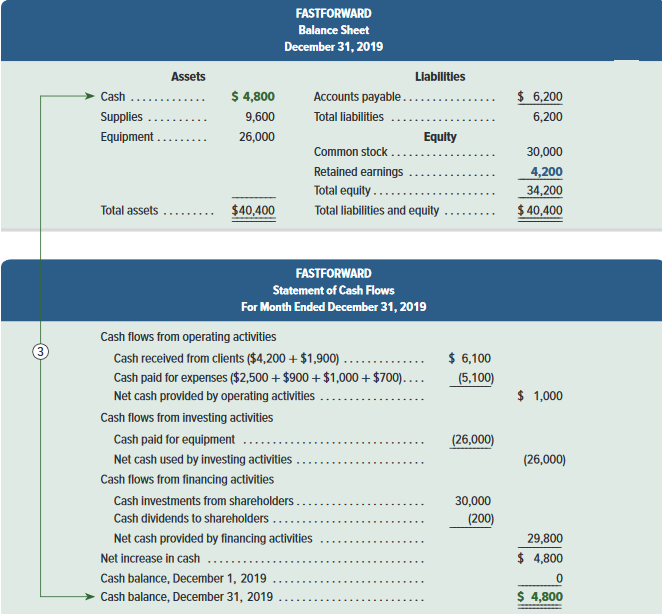 FASTFORWARD
Balance Sheet
December 31, 2019
Assets Liabilities
Cash ............. $ 4,800 Accounts payable................ $ 6,200
Supplies .......... 9,600 Total liabilities .................. 6,200
Equipment ......... 26,000 Equity
Common stock .................. 30,000
Retained earnings ............... 4,200
Total equity ..................... 34,200
Total assets ......... $40,400 Total liabilities and equity ......... $ 40,400
FASTFORWARD
Statement of Cash Flows
For Month Ended December 31, 2019
Cash flows from operating activities
Cash received from clients ($4,200 + $1,900) .............. $ 6,100
Cash paid for expenses ($2,500 + $900 + $1,000 + $700).... (5,100)
Net cash provided by operating activities .................. $ 1,000
3
Cash flows from investing activities
Cash paid for equipment ............................... (26,000)
Net cash used by investing activities ...................... (26,000)
Cash flows from financing activities
Cash investments from shareholders ...................... 30,000
Cash dividends to shareholders .......................... (200)
Net cash provided by financing activities .................. 29,800
Net increase in cash .................................... $ 4,800
Cash balance, December 1, 2019 .......................... 0
Cash balance, December 31, 2019 ......................... $ 4,800